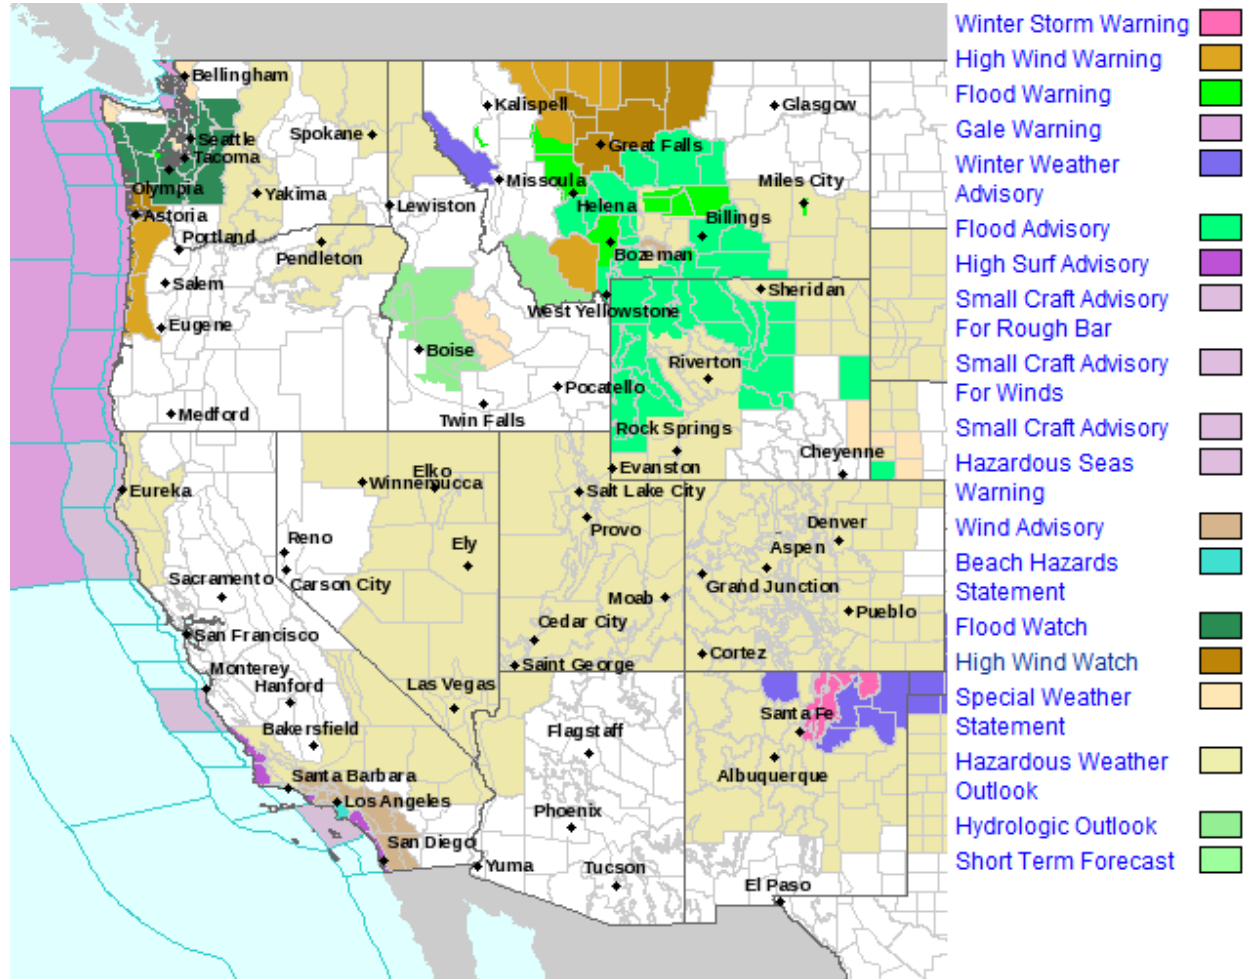 Bellingham
Kalispell
Glasgow
Seattle
Spokane
Great Falls
Tacoma
Missoula
Miles City
Olympia
Yakima
Helena
Lewiston
Astoria
Billings
Portland
Bozeman
Pendleton
Salem
Sheridan
West Yellowstone
Eugene
Boise
Riverton
Pocatello
Medford
Twin Falls
Rock Springs
Cheyenne
Evanston
Elko
Winnemucca
Eureka
Salt Lake City
Provo
Denver
Reno
Ely
Aspen
Sacramento
Carson City
Grand Junction
Moab
Pueblo
Cedar City
San Francisco
Cortez
Saint George
Monterey
Hanford
Las Vegas
Santa Fe
Bakersfield
Flagstaff
Albuquerque
Santa Barbara
Los Angeles
Phoenix
San Diego
Yuma
Tucson
El Paso
Winter Storm Warning
High Wind Warning
Flood Warning
Gale Warning
Winter Weather
Advisory
Flood Advisory
High Surf Advisory
Small Craft Advisory
For Rough Bar
Small Craft Advisory
For Winds
Small Craft Advisory
Hazardous Seas
Warning
Wind Advisory
Beach Hazards
Statement
Flood Watch
High Wind Watch
Special Weather
Statement
Hazardous Weather
Outlook
Hydrologic Outlook
Short Term Forecast